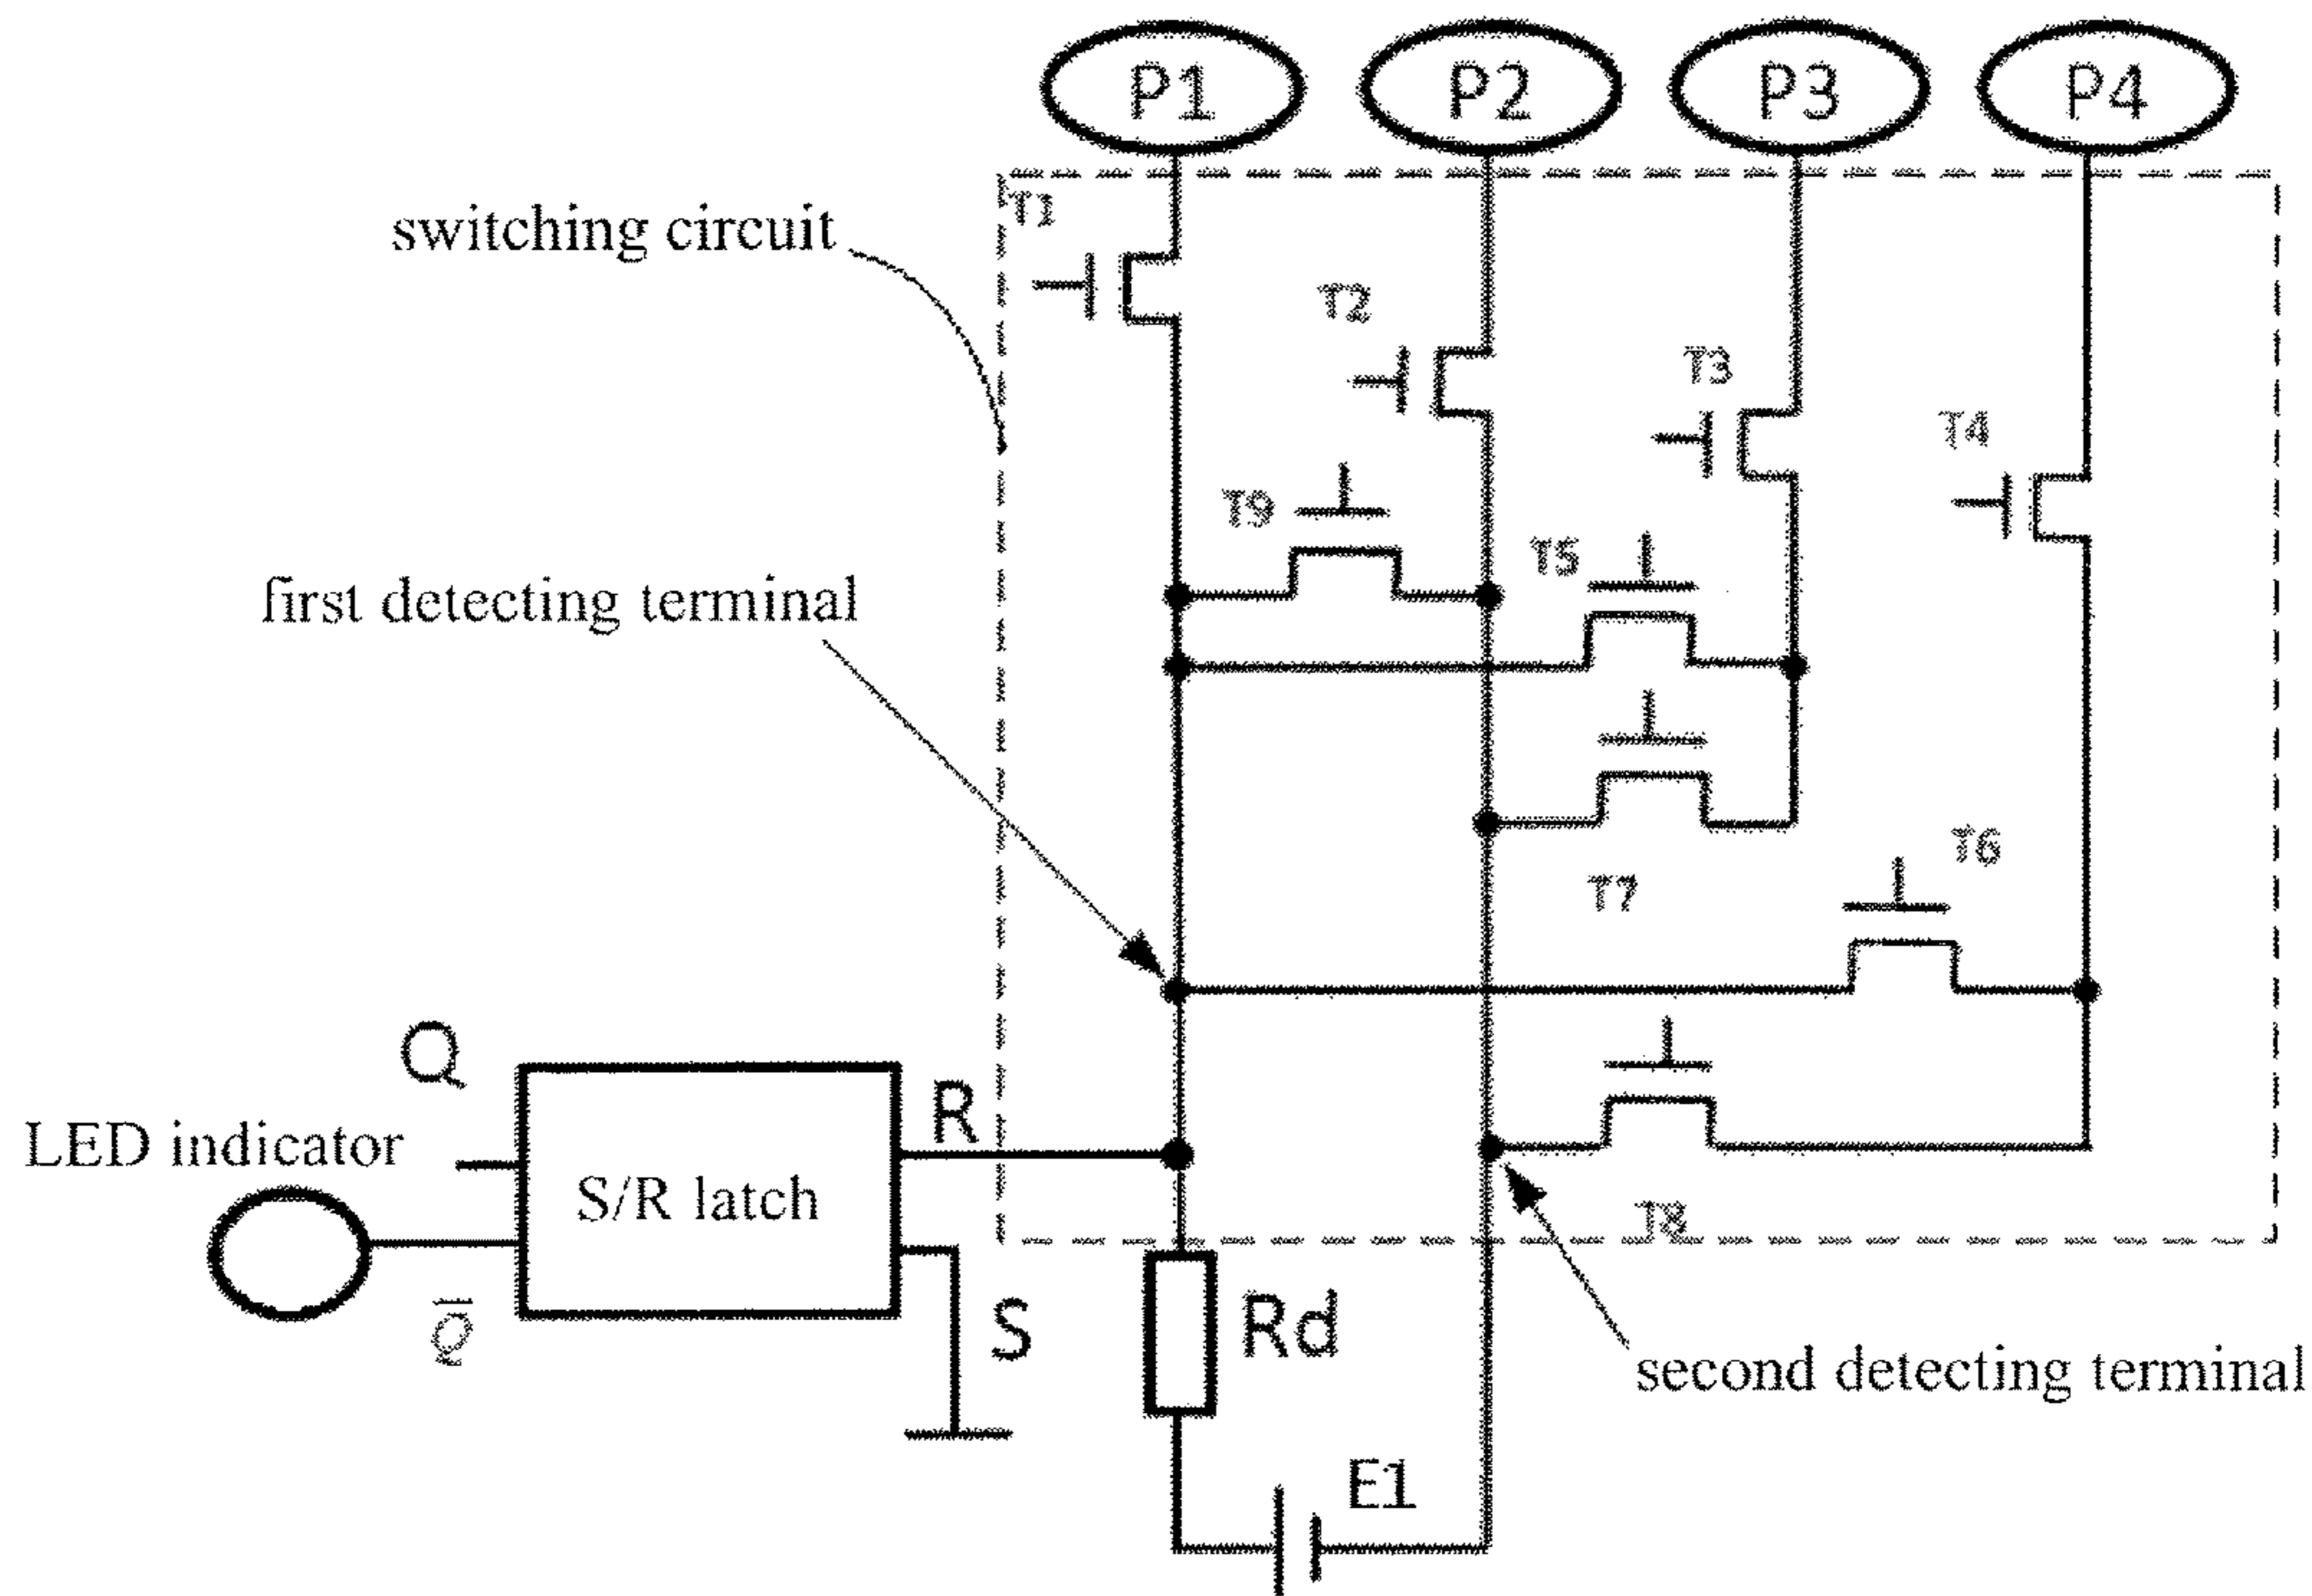 P1 P2 P3 P4
T1
switching circuit
T2
T3
T4
T9
T5
first detecting terminal
T6
T7
Q
R
LED indicator
S/R latch
T8
Q̅
S
Rd
second detecting terminal
E1